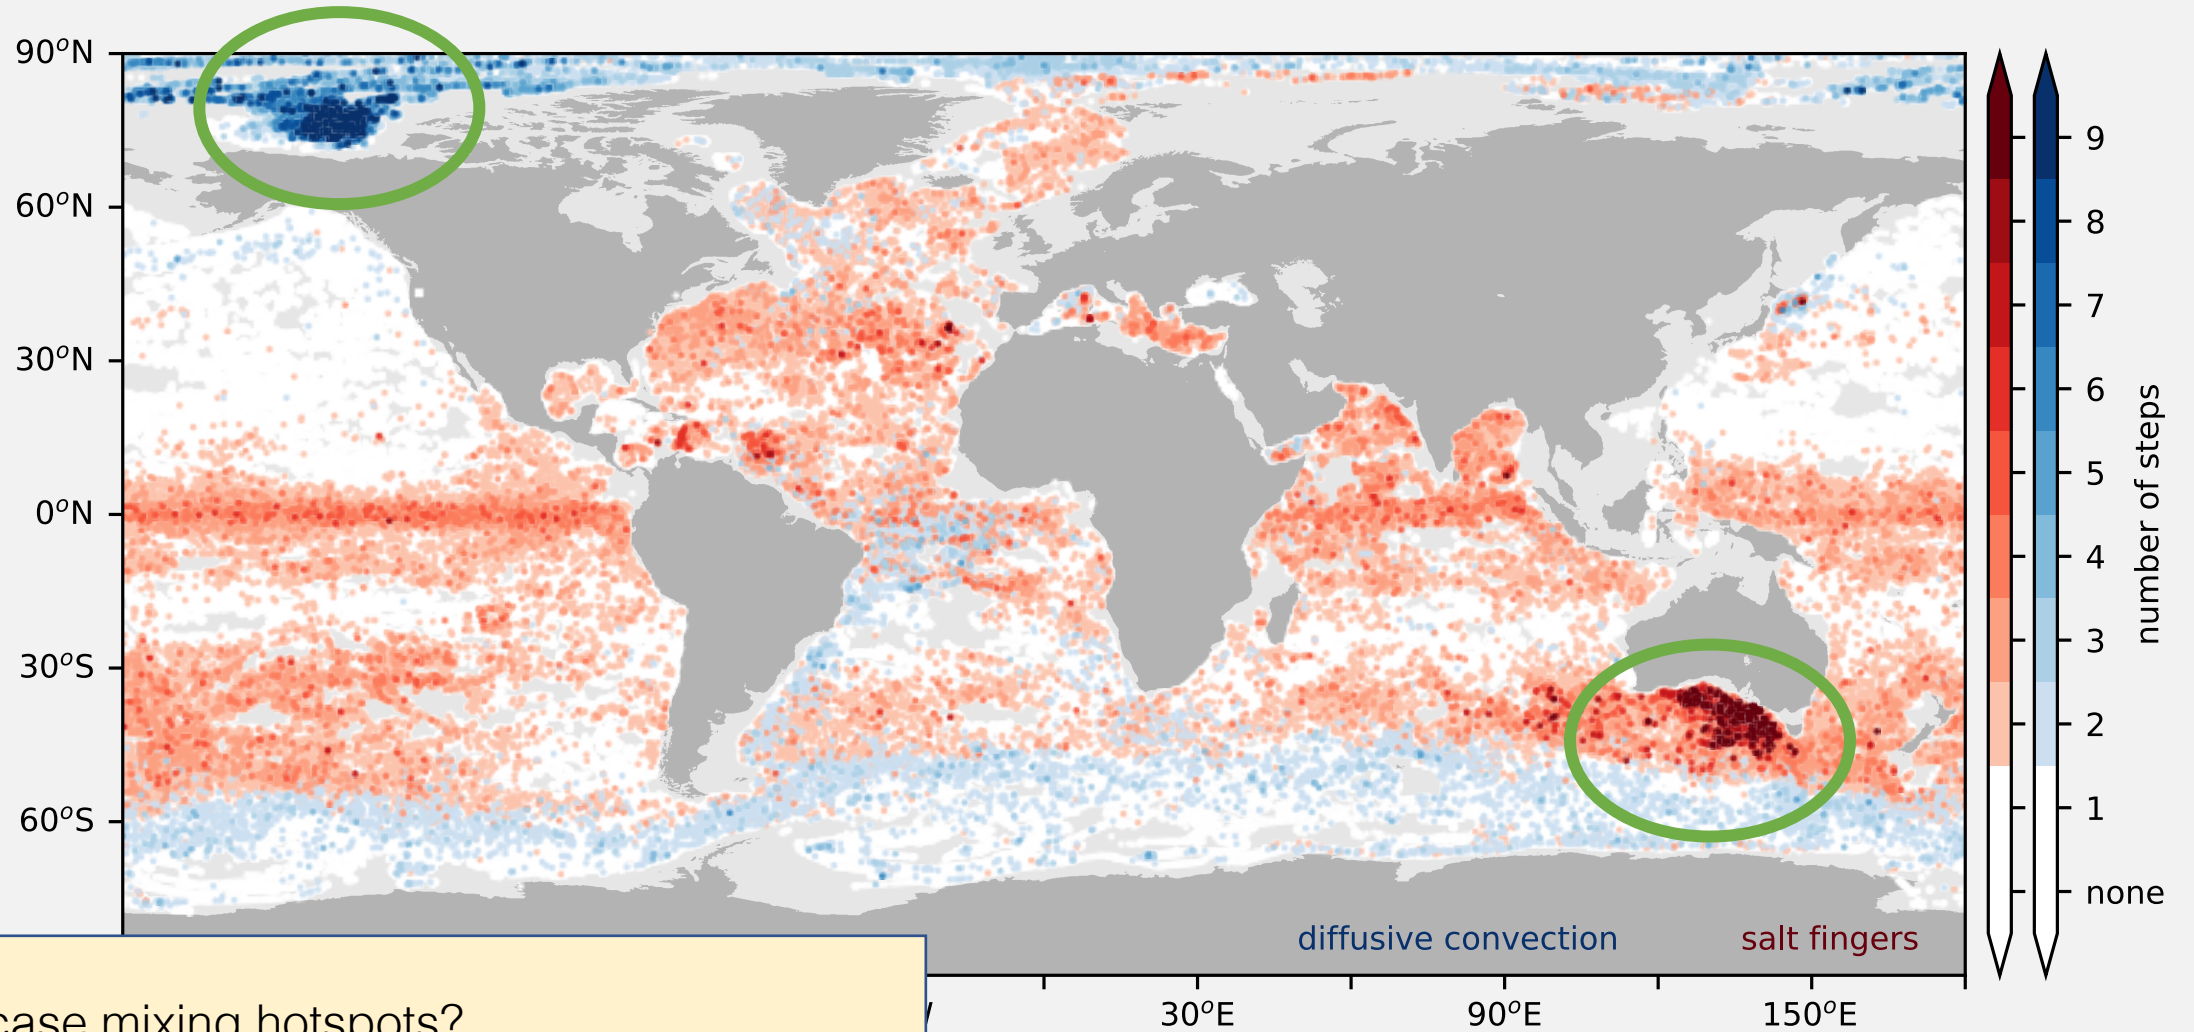 90°N
60°N
30°N
0°N
30°S
60°S
diffusive convection
salt fingers
30°E
90°E
150°E
9
8
7
6
5
4
3
2
1
none
number of steps
case mixing hotspots?